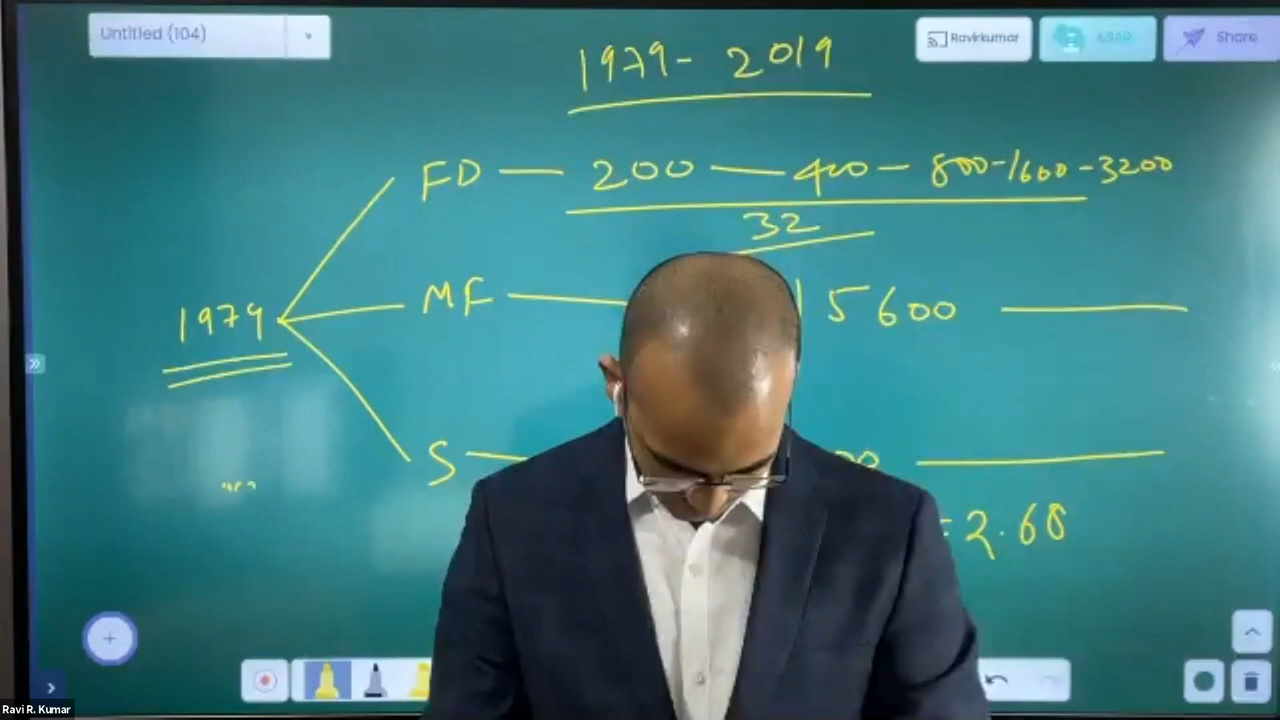 Untitled (104)
Ravirkumar
Share
1979 - 2019
FD — 200 — 400 — 800 - 1600 - 3200
32
1979
MF — 15600 —
S —
= 2.68
Ravi R. Kumar